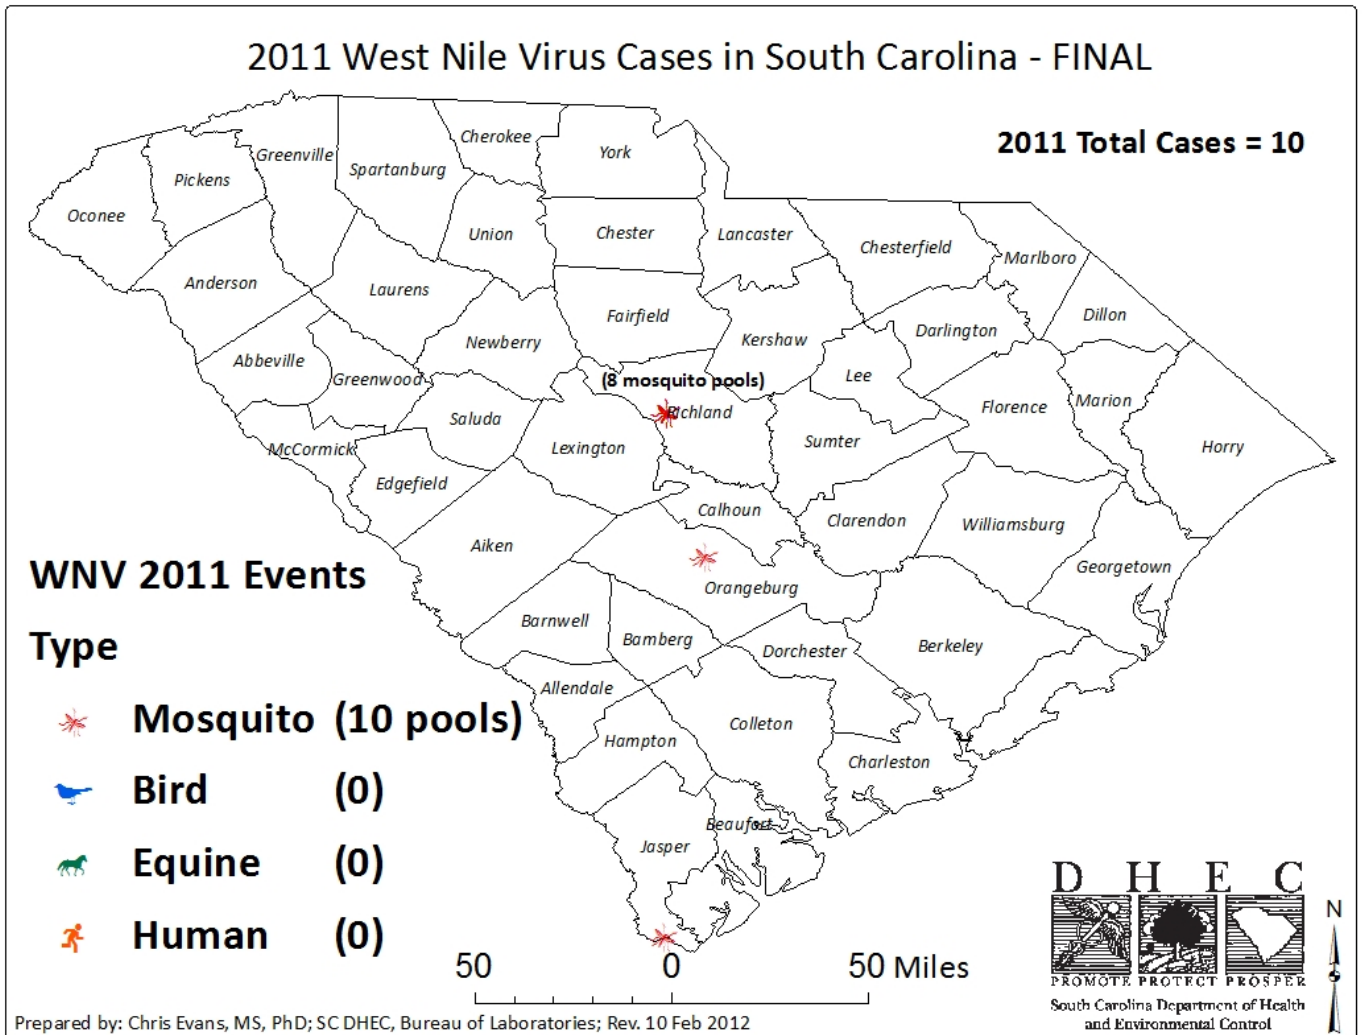 2011 West Nile Virus Cases in South Carolina - FINAL
2011 Total Cases = 10
Cherokee
York
Greenville
Spartanburg
Pickens
Oconee
Union
Chester
Lancaster
Chesterfield
Marlboro
Anderson
Laurens
Fairfield
Dillon
Newberry
Kershaw
Darlington
Abbeville
Greenwood
(8 mosquito pools)
Lee
Richland
Saluda
Florence
Marion
McCormick
Lexington
Sumter
Horry
Edgefield
Calhoun
Clarendon
Williamsburg
Aiken
Georgetown
Orangeburg
Barnwell
Bamberg
Dorchester
Berkeley
Allendale
Colleton
Hampton
Charleston
Beaufort
Jasper
WNV 2011 Events
Type
Mosquito (10 pools)
Bird (0)
Equine (0)
Human (0)
50 0 50 Miles
D H E C
PROMOTE PROTECT PROSPER
South Carolina Department of Health
and Environmental Control
N
Prepared by: Chris Evans, MS, PhD; SC DHEC, Bureau of Laboratories; Rev. 10 Feb 2012